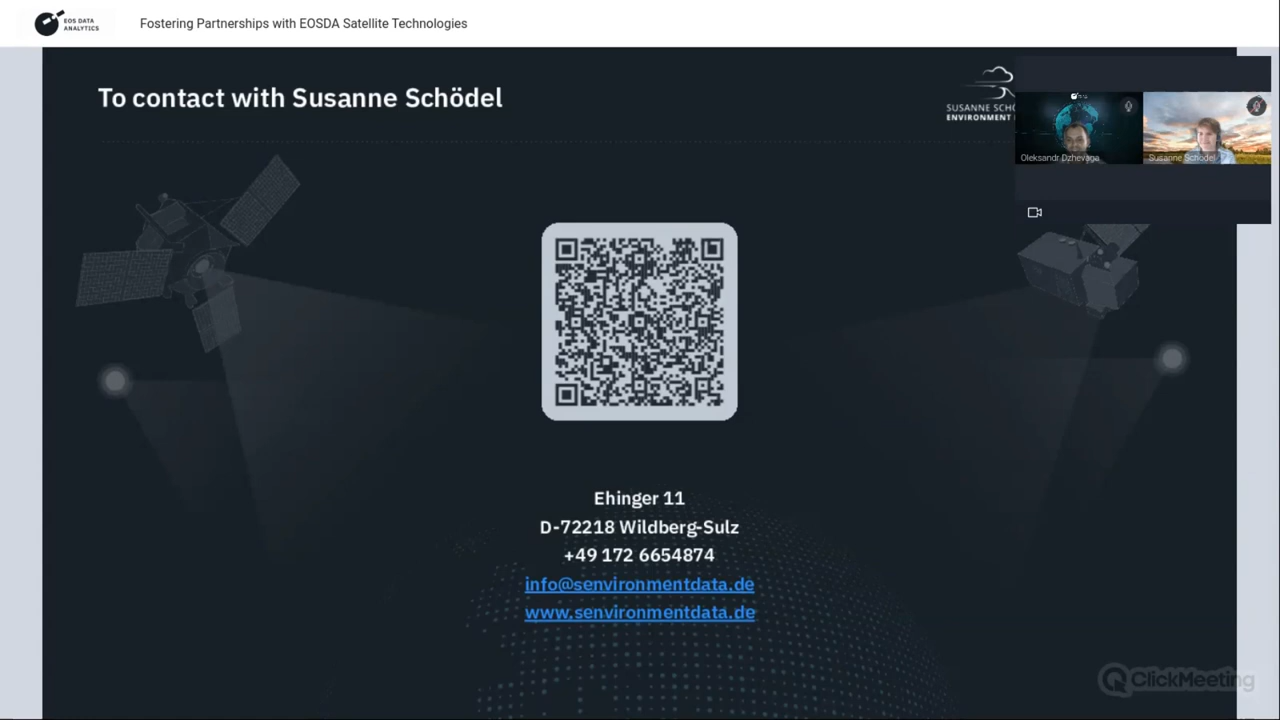 EOS DATA
ANALYTICS
Fostering Partnerships with EOSDA Satellite Technologies
To contact with Susanne Schödel
SUSANNE SCHÖ
ENVIRONMENT
Oleksandr Dzhevaga
Susanne Schödel
Ehinger 11
D-72218 Wildberg-Sulz
+49 172 6654874
info@senvironmentdata.de
www.senvironmentdata.de
ClickMeeting